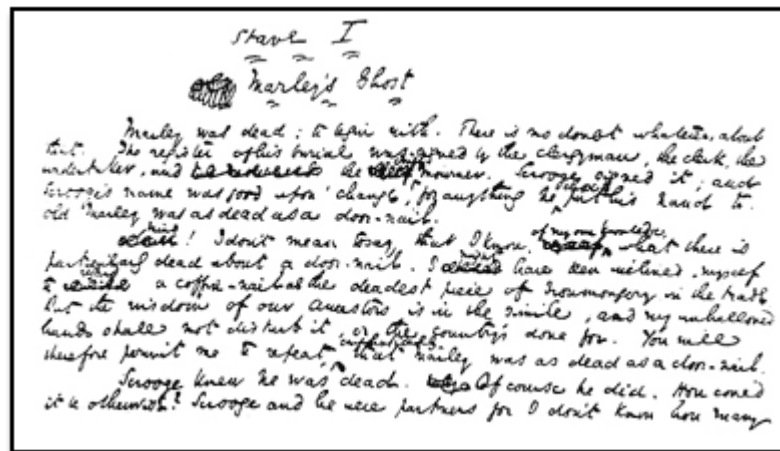 Stave I
Marley's Ghost
Marley was dead: to begin with. There is no doubt whatever, about
that. The register of his burial was signed by the clergyman, the clerk, the
undertaker, and the chief mourner. Scrooge signed it; and
Scrooge's name was good upon 'change, for anything he put his hand to.
old Marley was as dead as a door-nail.
Mind! I don't mean to say, that I know, of my own knowledge, what there is
particularly dead about a door-nail. I might have been inclined, myself
to regard a coffin-nail as the deadest piece of ironmongery in the trade.
But the wisdom of our ancestors is in the simile, and my unhallowed
hands shall not disturb it, or the country's done for. You will
therefore permit me to repeat, emphatically, that Marley was as dead as a door-nail.
Scrooge knew he was dead. Of course he did. How could
it be otherwise? Scrooge and he were partners for I don't know how many